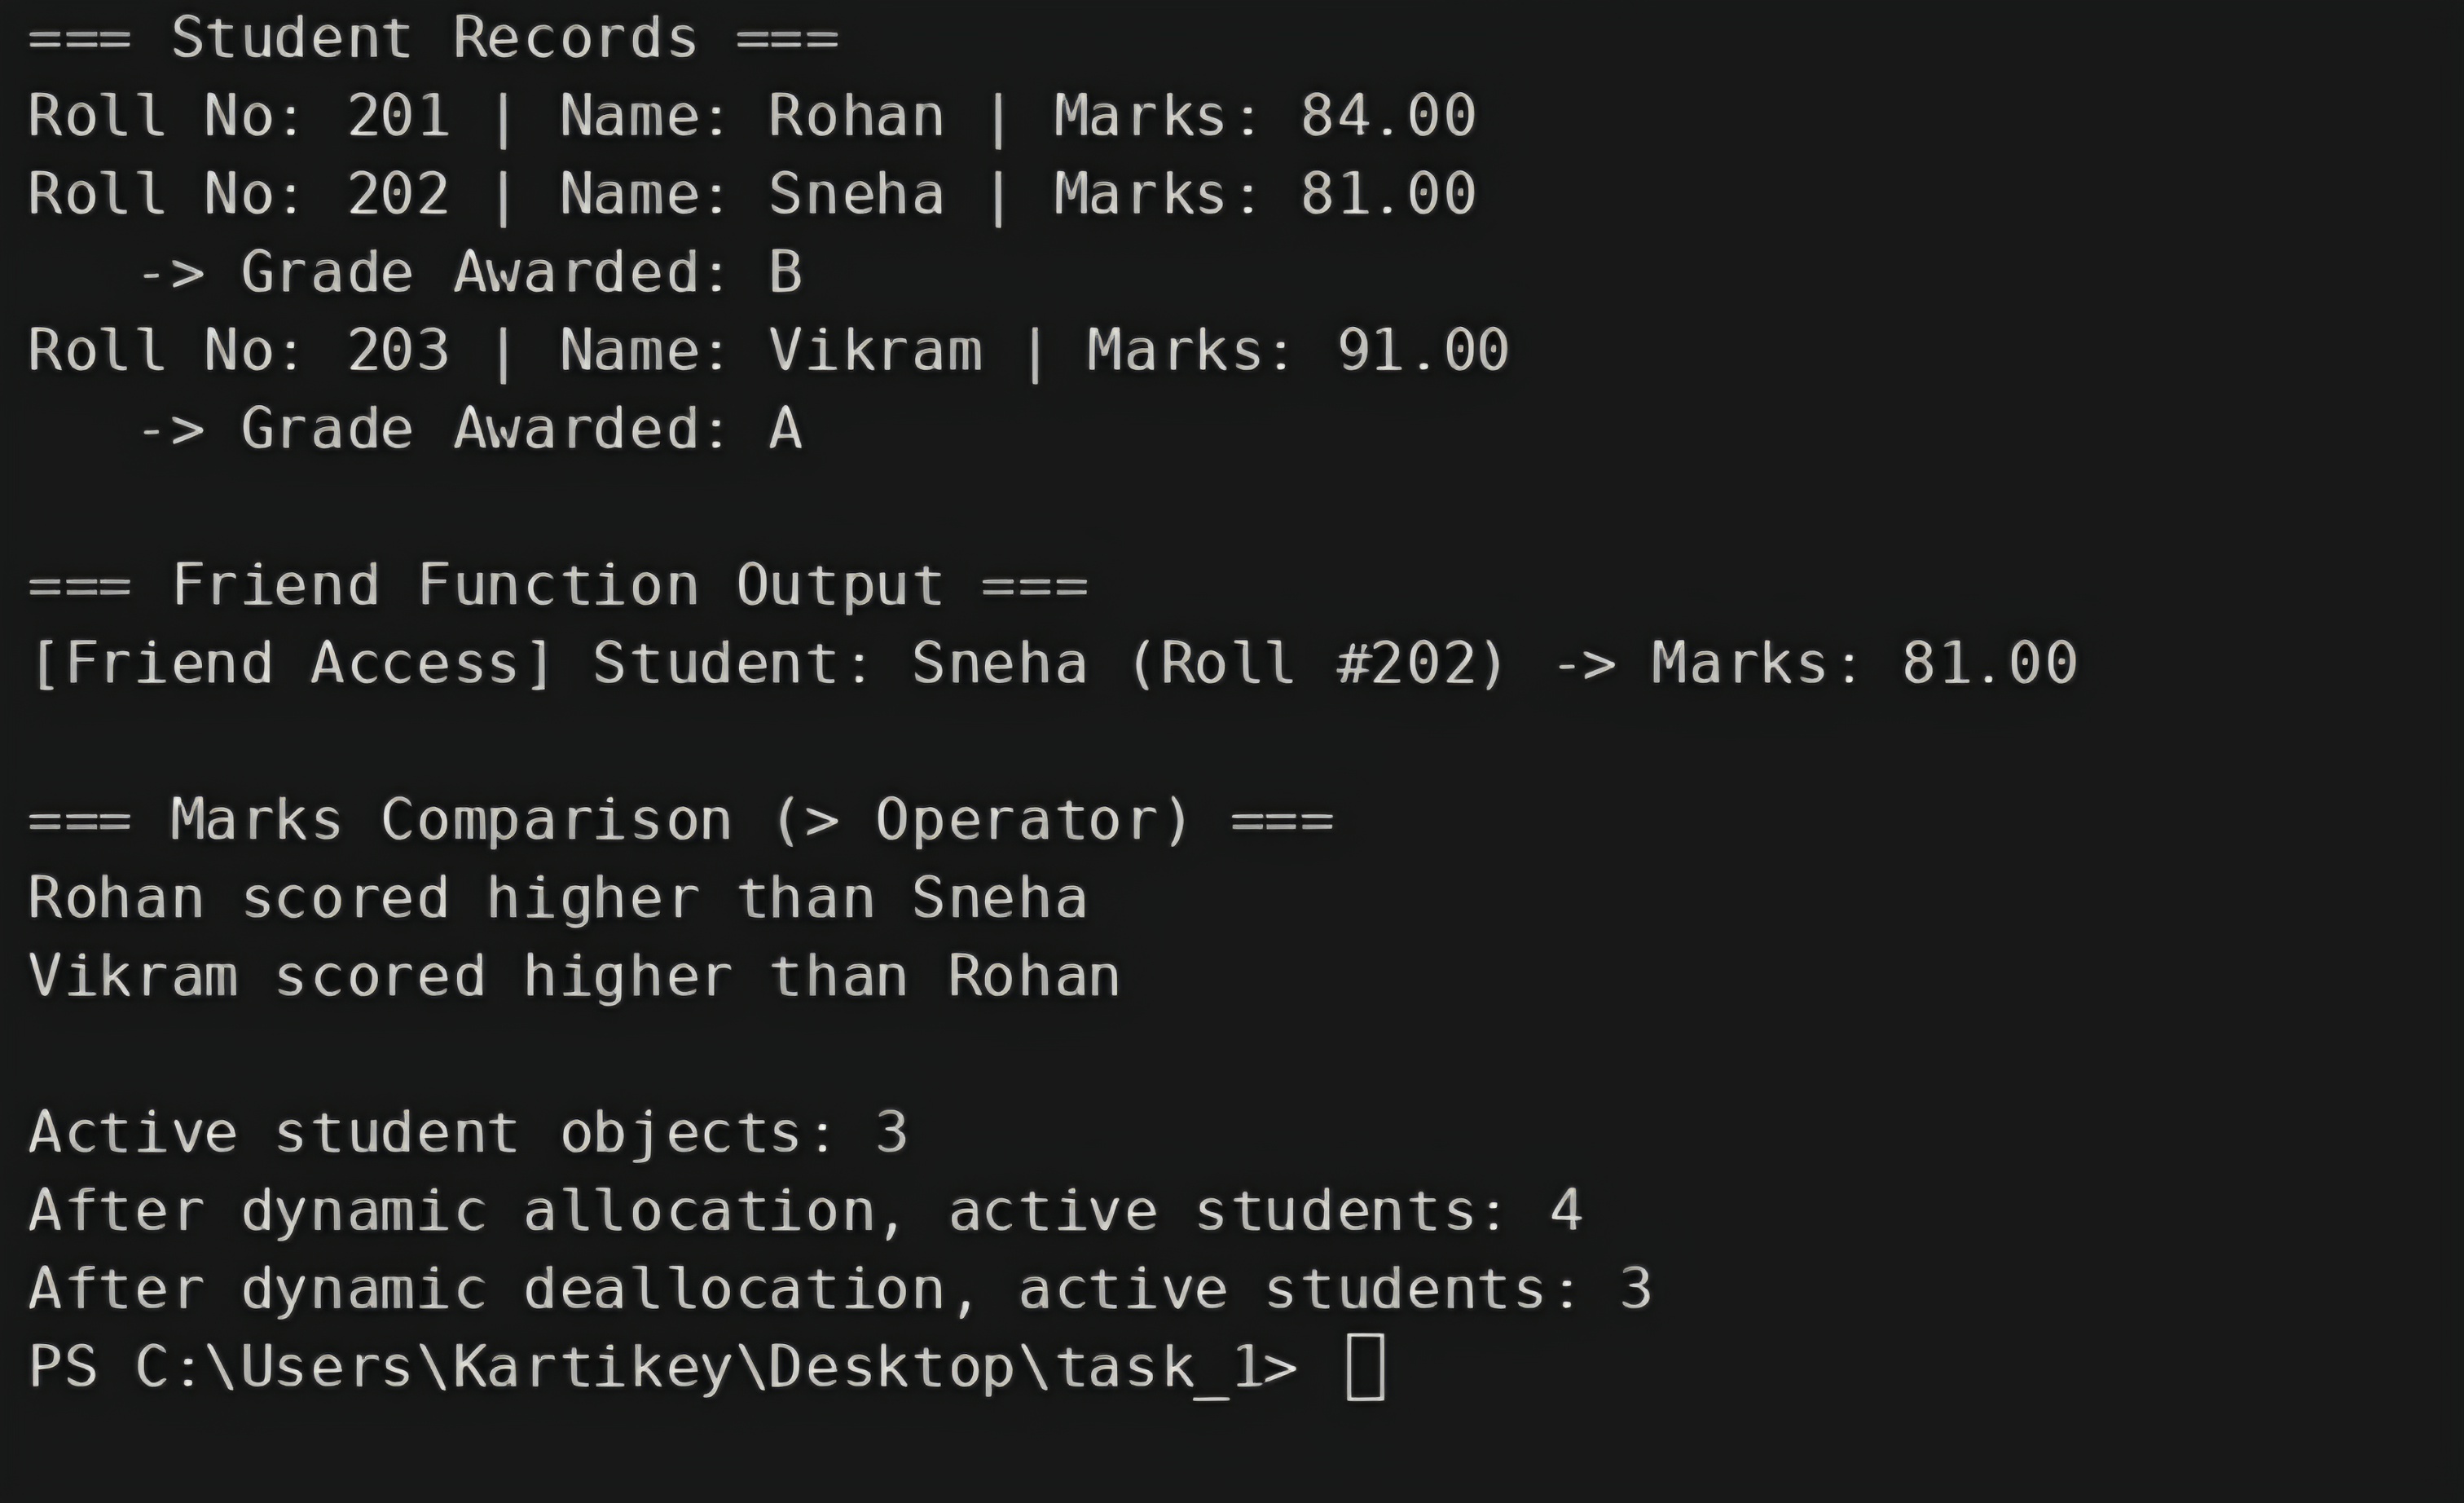 === Student Records ===
Roll No: 201 | Name: Rohan | Marks: 84.00
Roll No: 202 | Name: Sneha | Marks: 81.00
   -> Grade Awarded: B
Roll No: 203 | Name: Vikram | Marks: 91.00
   -> Grade Awarded: A

=== Friend Function Output ===
[Friend Access] Student: Sneha (Roll #202) -> Marks: 81.00

=== Marks Comparison (> Operator) ===
Rohan scored higher than Sneha
Vikram scored higher than Rohan

Active student objects: 3
After dynamic allocation, active students: 4
After dynamic deallocation, active students: 3
PS C:\Users\Kartikey\Desktop\task_1>